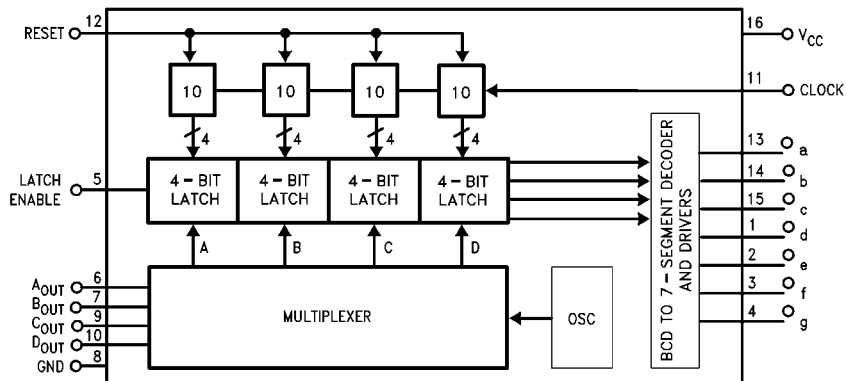 RESET
12
16
VCC
11
CLOCK
10
10
10
10
4
4
4
4
LATCH
ENABLE
5
4-BIT
LATCH
4-BIT
LATCH
4-BIT
LATCH
4-BIT
LATCH
A
B
C
D
BCD TO 7-SEGMENT DECODER
AND DRIVERS
13
a
14
b
15
c
1
d
2
e
3
f
4
g
AOUT
6
BOUT
7
COUT
9
DOUT
10
GND
8
MULTIPLEXER
OSC